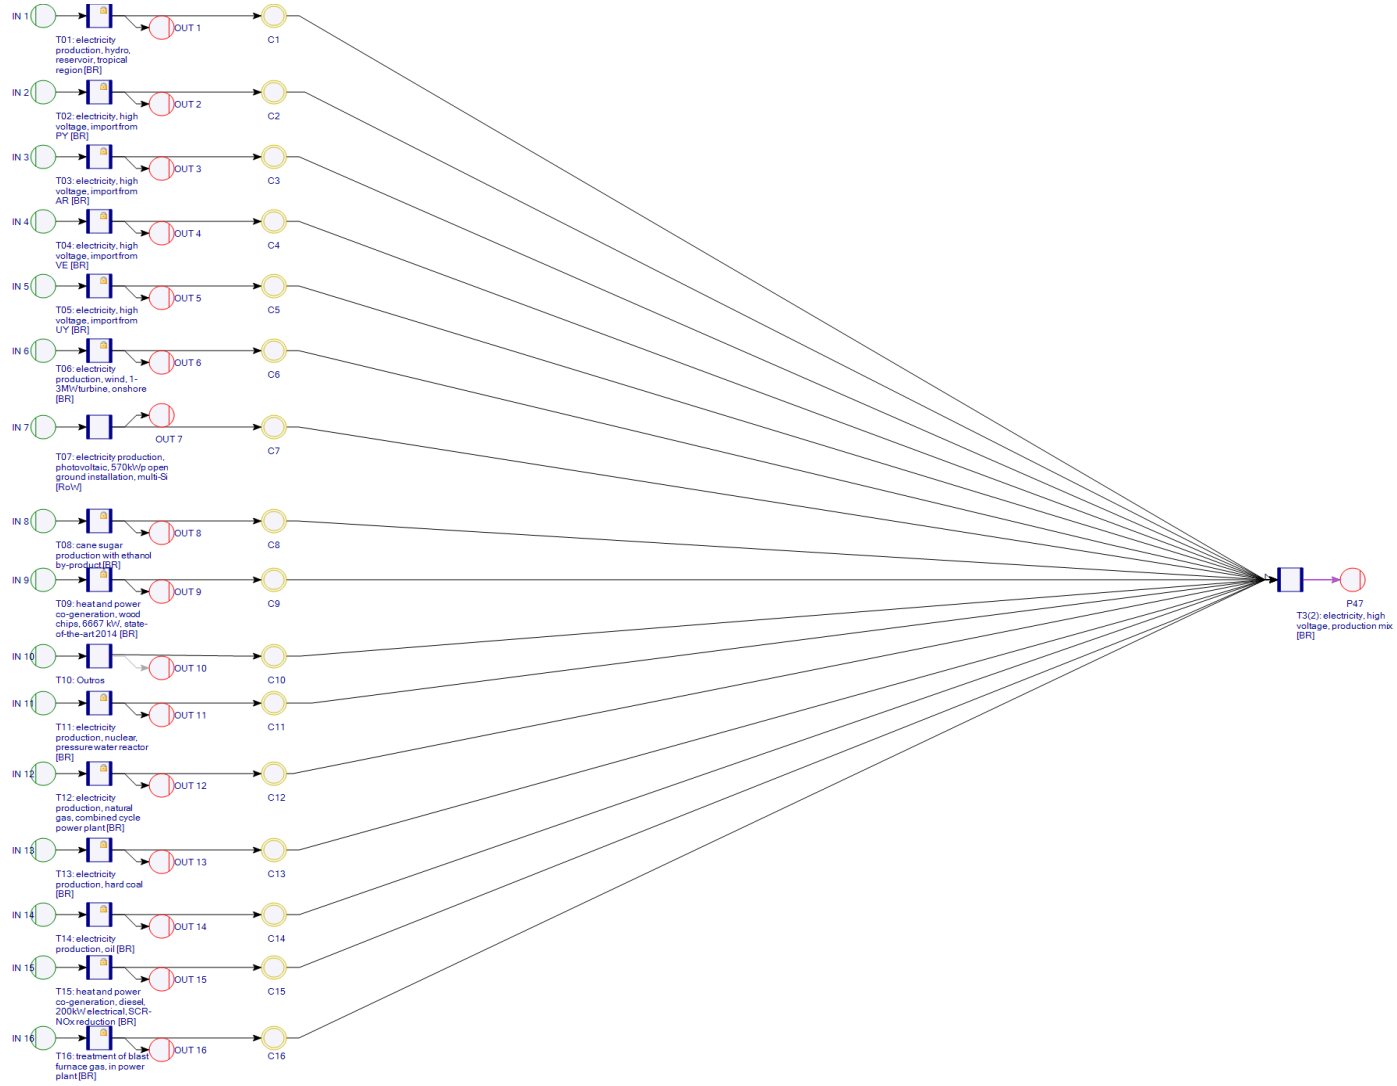 IN 1
OUT 1
C1
T01: electricity
production, hydro,
reservoir, tropical
region [BR]
IN 2
OUT 2
C2
T02: electricity, high
voltage, import from
PY [BR]
IN 3
OUT 3
C3
T03: electricity, high
voltage, import from
AR [BR]
IN 4
OUT 4
C4
T04: electricity, high
voltage, import from
VE [BR]
IN 5
OUT 5
C5
T05: electricity, high
voltage, import from
UY [BR]
IN 6
OUT 6
C6
T06: electricity
production, wind, 1-
3MW turbine, onshore
[BR]
IN 7
OUT 7
C7
T07: electricity production,
photovoltaic, 570kWp open
ground installation, multi-Si
[RoW]
IN 8
OUT 8
C8
T08: cane sugar
production with ethanol
by-product [BR]
IN 9
OUT 9
C9
T09: heat and power
co-generation, wood
chips, 6667 kW, state-
of-the-art 2014 [BR]
IN 10
OUT 10
C10
T10: Outros
IN 11
OUT 11
C11
T11: electricity
production, nuclear,
pressure water reactor
[BR]
IN 12
OUT 12
C12
T12: electricity
production, natural
gas, combined cycle
power plant [BR]
IN 13
OUT 13
C13
T13: electricity
production, hard coal
[BR]
IN 14
OUT 14
C14
T14: electricity
production, oil [BR]
IN 15
OUT 15
C15
T15: heat and power
co-generation, diesel,
200kW electrical, SCR-
NOx reduction [BR]
IN 16
OUT 16
C16
T16: treatment of blast
furnace gas, in power
plant [BR]
P47
T3(2): electricity, high
voltage, production mix
[BR]